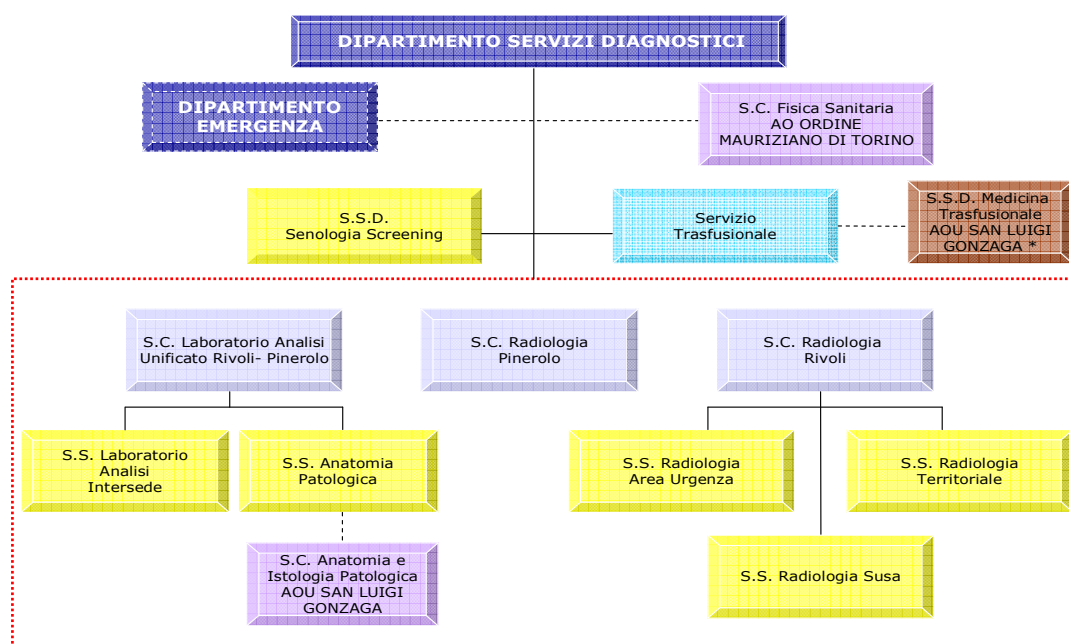 DIPARTIMENTO SERVIZI DIAGNOSTICI
DIPARTIMENTO
EMERGENZA
S.C. Fisica Sanitaria
AO ORDINE
MAURIZIANO DI TORINO
S.S.D.
Senologia Screening
Servizio
Trasfusionale
S.S.D. Medicina
Trasfusionale
AOU SAN LUIGI
GONZAGA *
S.C. Laboratorio Analisi
Unificato Rivoli- Pinerolo
S.C. Radiologia
Pinerolo
S.C. Radiologia
Rivoli
S.S. Laboratorio
Analisi
Intersede
S.S. Anatomia
Patologica
S.S. Radiologia
Area Urgenza
S.S. Radiologia
Territoriale
S.C. Anatomia e
Istologia Patologica
AOU SAN LUIGI
GONZAGA
S.S. Radiologia Susa